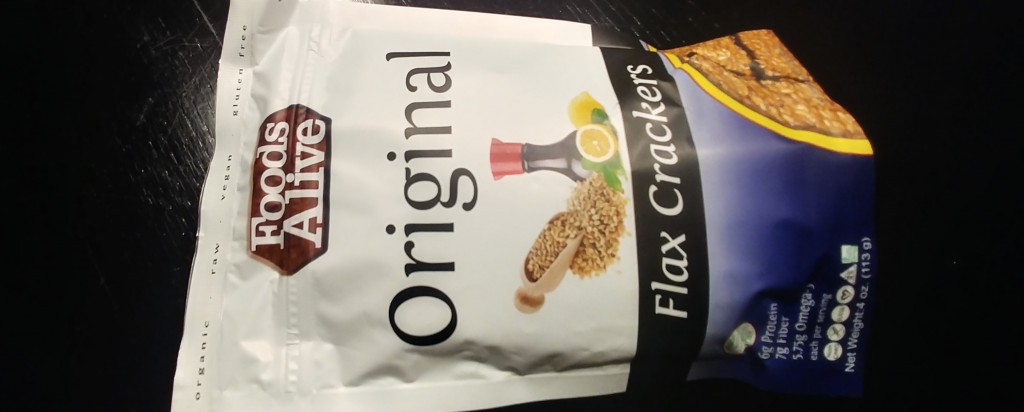 organic · raw · vegan · gluten free
Foods
Alive
Original
Flax Crackers
6g Protein
7g Fiber
5.75g Omega-3
each per serving
Net Weight:4 oz. (113 g)